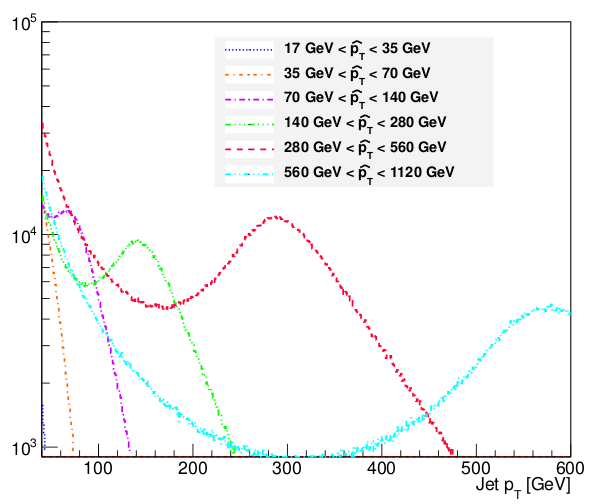 10^5
17 GeV < p̂_T < 35 GeV
35 GeV < p̂_T < 70 GeV
70 GeV < p̂_T < 140 GeV
140 GeV < p̂_T < 280 GeV
280 GeV < p̂_T < 560 GeV
560 GeV < p̂_T < 1120 GeV
10^4
10^3
100 200 300 400 500 600
Jet p_T [GeV]